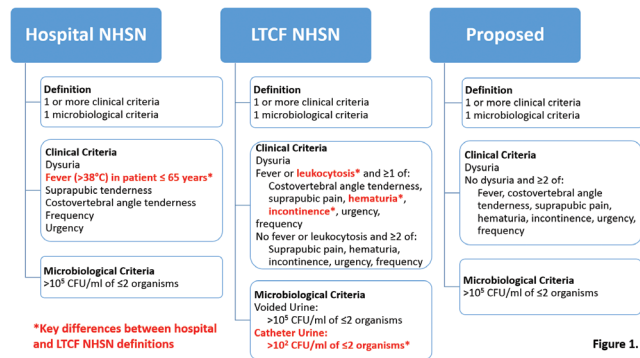 Hospital NHSN
Definition
1 or more clinical criteria
1 microbiological criteria
Clinical Criteria
Dysuria
Fever (>38°C) in patient ≤ 65 years*
Suprapubic tenderness
Costovertebral angle tenderness
Frequency
Urgency
Microbiological Criteria
>10⁵ CFU/ml of ≤2 organisms
*Key differences between hospital
and LTCF NHSN definitions
LTCF NHSN
Definition
1 or more clinical criteria
1 microbiological criteria
Clinical Criteria
Dysuria
Fever or leukocytosis* and ≥1 of:
Costovertebral angle tenderness,
suprapubic pain, hematuria*,
incontinence*, urgency,
frequency
No fever or leukocytosis and ≥2 of:
Suprapubic pain, hematuria,
incontinence, urgency, frequency
Microbiological Criteria
Voided Urine:
>10⁵ CFU/ml of ≤2 organisms
Catheter Urine:
>10² CFU/ml of ≤2 organisms*
Proposed
Definition
1 or more clinical criteria
1 microbiological criteria
Clinical Criteria
Dysuria
No dysuria and ≥2 of:
Fever, costovertebral angle
tenderness, suprapubic pain,
hematuria, incontinence, urgency,
frequency
Microbiological Criteria
>10⁵ CFU/ml of ≤2 organisms
Figure 1.